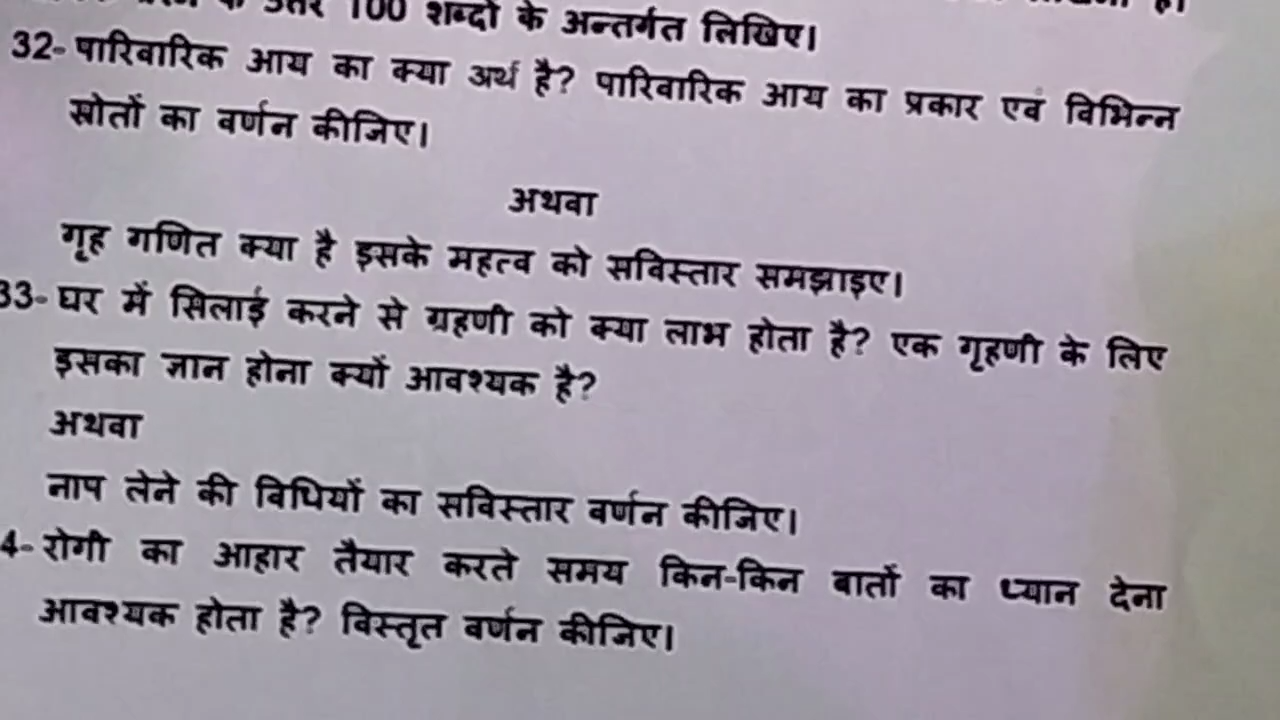 के उत्तर 100 शब्दों के अन्तर्गत लिखिए।
32- पारिवारिक आय का क्या अर्थ है? पारिवारिक आय का प्रकार एवं विभिन्न
स्रोतों का वर्णन कीजिए।
अथवा
गृह गणित क्या है इसके महत्व को सविस्तार समझाइए।
33- घर में सिलाई करने से ग्रहणी को क्या लाभ होता है? एक गृहणी के लिए
इसका ज्ञान होना क्यों आवश्यक है?
अथवा
नाप लेने की विधियों का सविस्तार वर्णन कीजिए।
4- रोगी का आहार तैयार करते समय किन-किन बातों का ध्यान देना
आवश्यक होता है? विस्तृत वर्णन कीजिए।